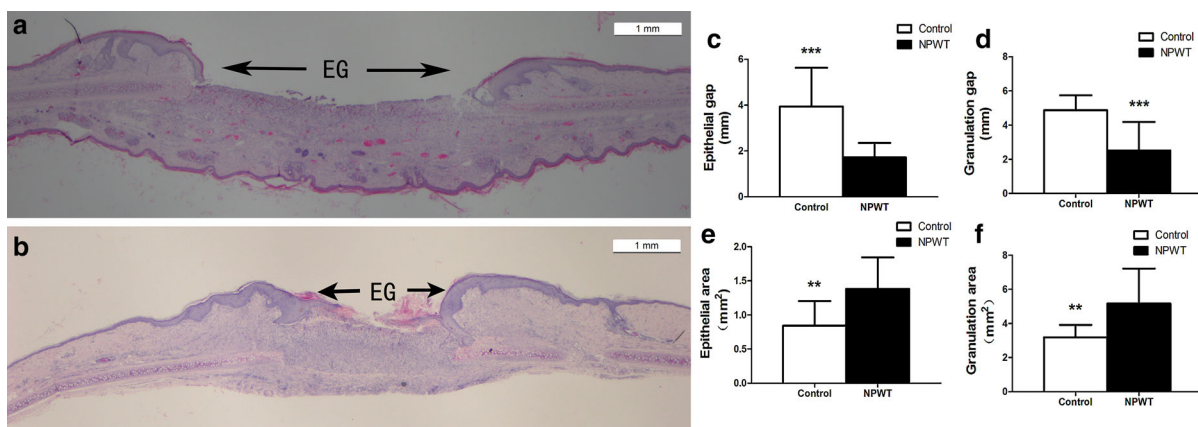 a
1 mm
EG
b
1 mm
EG
c
Control
NPWT
***
Epithelial gap
(mm)
6
4
2
0
Control
NPWT
d
Control
NPWT
***
Granulation gap
(mm)
8
6
4
2
0
Control
NPWT
e
Control
NPWT
**
Epithelial area
(mm2)
2.0
1.5
1.0
0.5
0.0
Control
NPWT
f
Control
NPWT
**
Granulation area
(mm2)
8
6
4
2
0
Control
NPWT